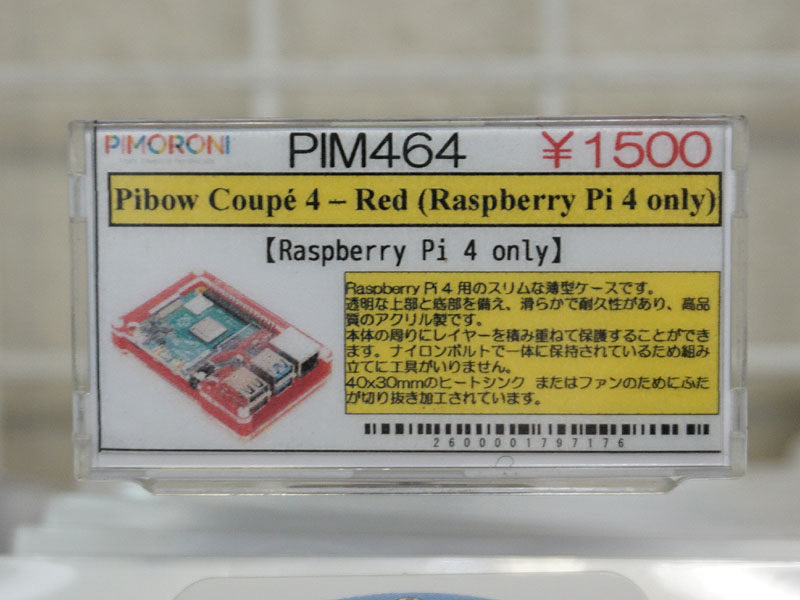 PIMORONI PIM464 ¥1500
Pibow Coupé 4 – Red (Raspberry Pi 4 only)
【Raspberry Pi 4 only】
Raspberry Pi 4 用のスリムな薄型ケースです。
透明な上部と底部を備え、滑らかで耐久性があり、高品
質のアクリル製です。
本体の周りにレイヤーを積み重ねて保護することができ
ます。ナイロンボルトで一体に保持されているため組み
立てに工具がいりません。
40x30mmのヒートシンク またはファンのためにふた
が切り抜き加工されています。
2600001797176